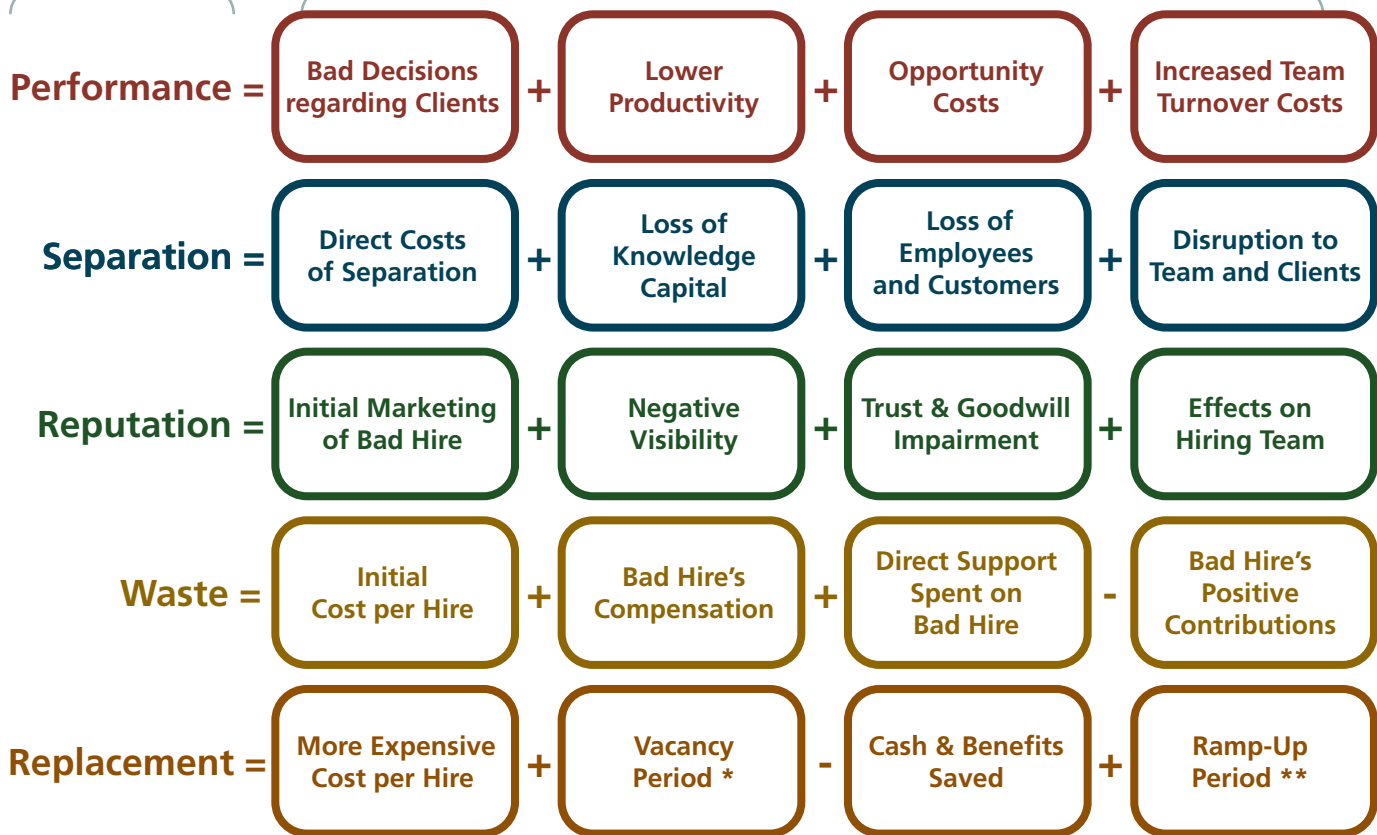 Performance = Bad Decisions regarding Clients + Lower Productivity + Opportunity Costs + Increased Team Turnover Costs
Separation = Direct Costs of Separation + Loss of Knowledge Capital + Loss of Employees and Customers + Disruption to Team and Clients
Reputation = Initial Marketing of Bad Hire + Negative Visibility + Trust & Goodwill Impairment + Effects on Hiring Team
Waste = Initial Cost per Hire + Bad Hire’s Compensation + Direct Support Spent on Bad Hire - Bad Hire’s Positive Contributions
Replacement = More Expensive Cost per Hire + Vacancy Period * - Cash & Benefits Saved + Ramp-Up Period **